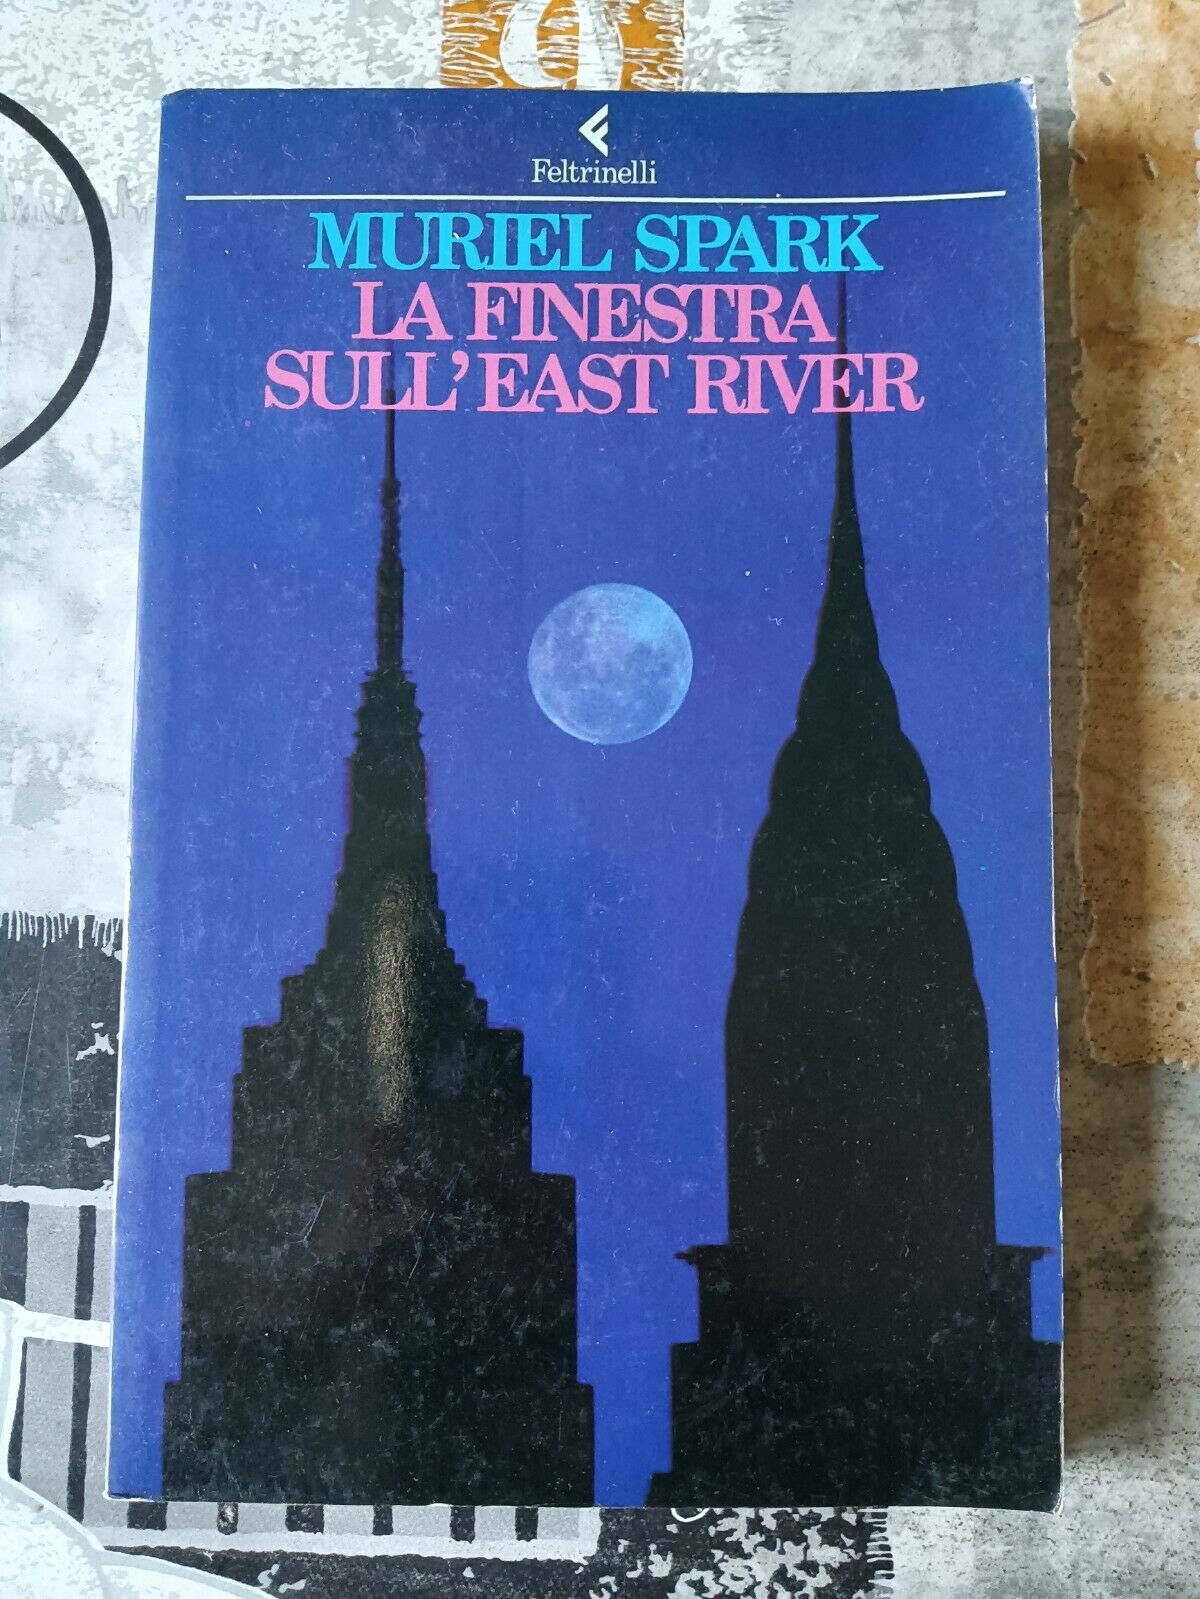 Feltrinelli
MURIEL SPARK
LA FINESTRA
SULL'EAST RIVER